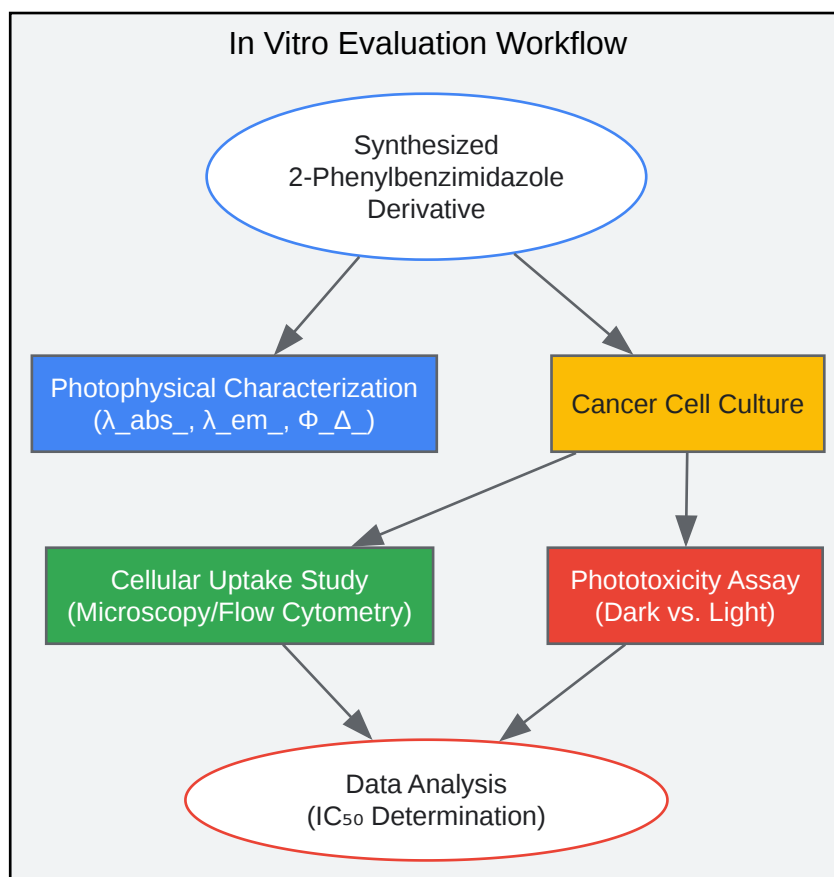 In Vitro Evaluation Workflow
Synthesized
2-Phenylbenzimidazole
Derivative
Photophysical Characterization
(λ_abs_, λ_em_, Φ_Δ_)
Cancer Cell Culture
Cellular Uptake Study
(Microscopy/Flow Cytometry)
Phototoxicity Assay
(Dark vs. Light)
Data Analysis
(IC₅₀ Determination)